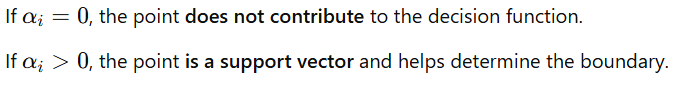 If αᵢ = 0, the point does not contribute to the decision function.
If αᵢ > 0, the point is a support vector and helps determine the boundary.